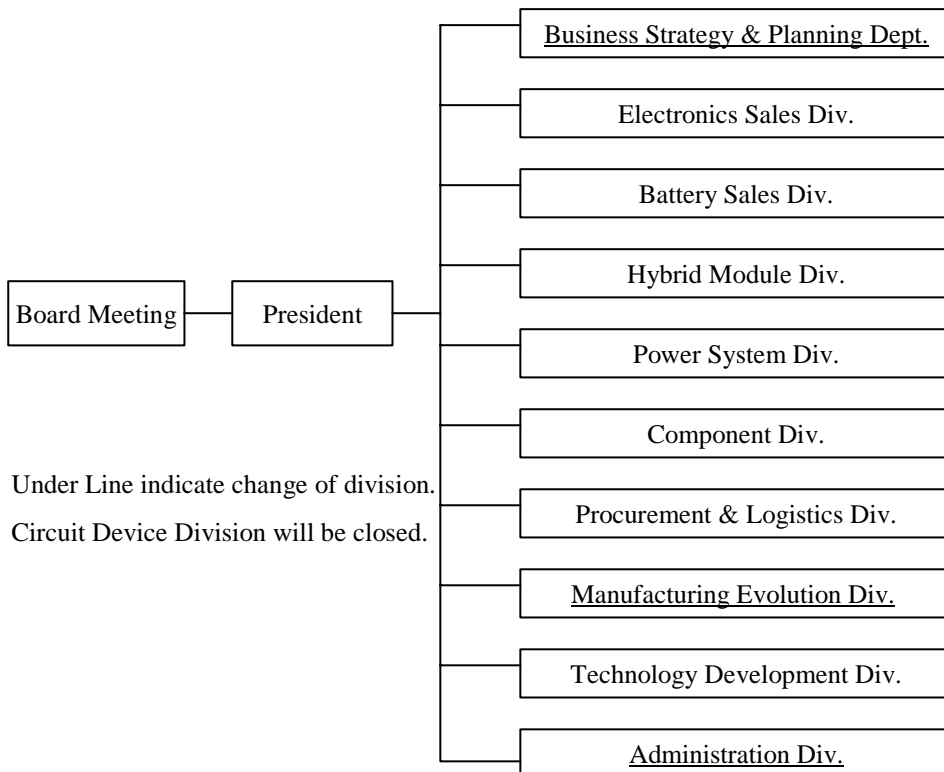 Business Strategy & Planning Dept.
Electronics Sales Div.
Battery Sales Div.
Hybrid Module Div.
Board Meeting
President
Power System Div.
Component Div.
Under Line indicate change of division.
Circuit Device Division will be closed.
Procurement & Logistics Div.
Manufacturing Evolution Div.
Technology Development Div.
Administration Div.